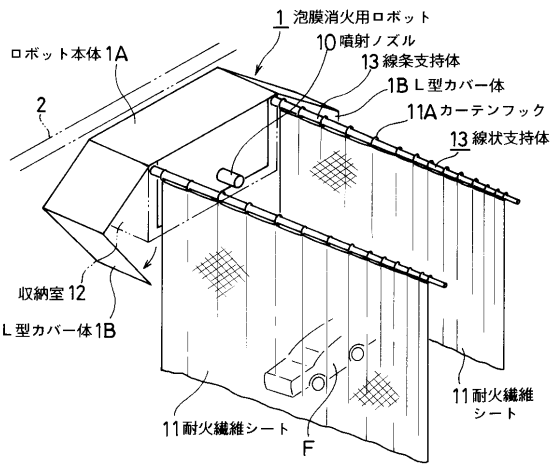 1 泡膜消火用ロボット
10 噴射ノズル
ロボット本体 1A
13 線条支持体
1B L型カバー体
2
11A カーテンフック
13 線状支持体
収納室 12
L型カバー体 1B
11 耐火繊維シート
F
11 耐火繊維
シート